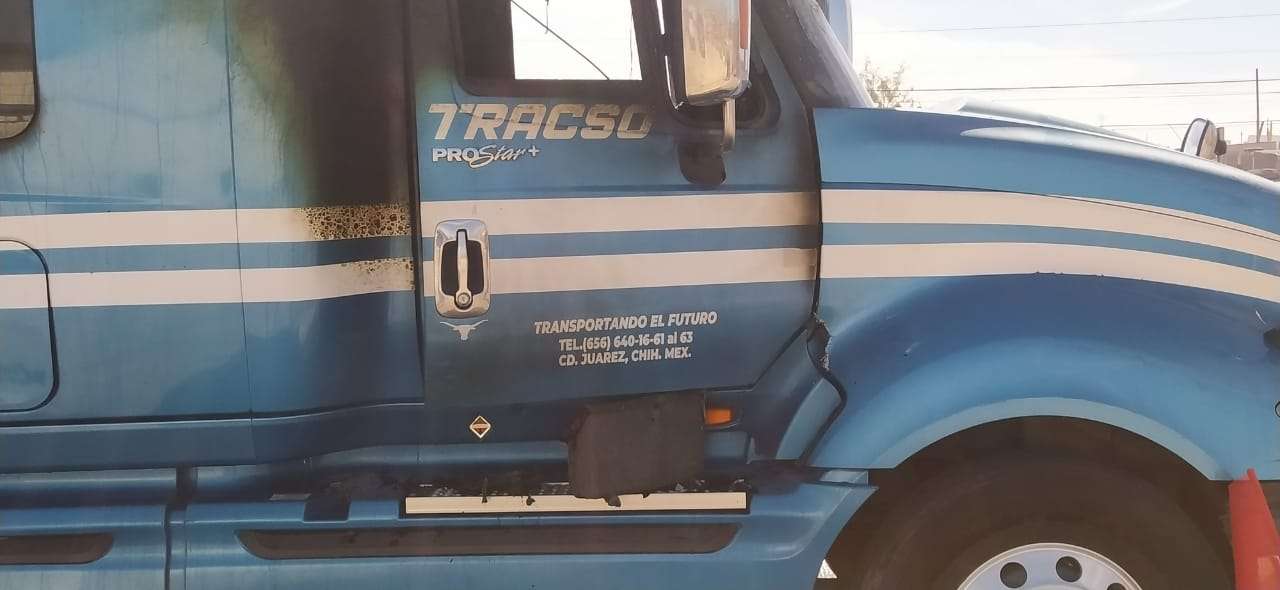 TRACSO
PROStar+
TRANSPORTANDO EL FUTURO
TEL.(656) 640-16-61 al 63
CD. JUAREZ, CHIH. MEX.